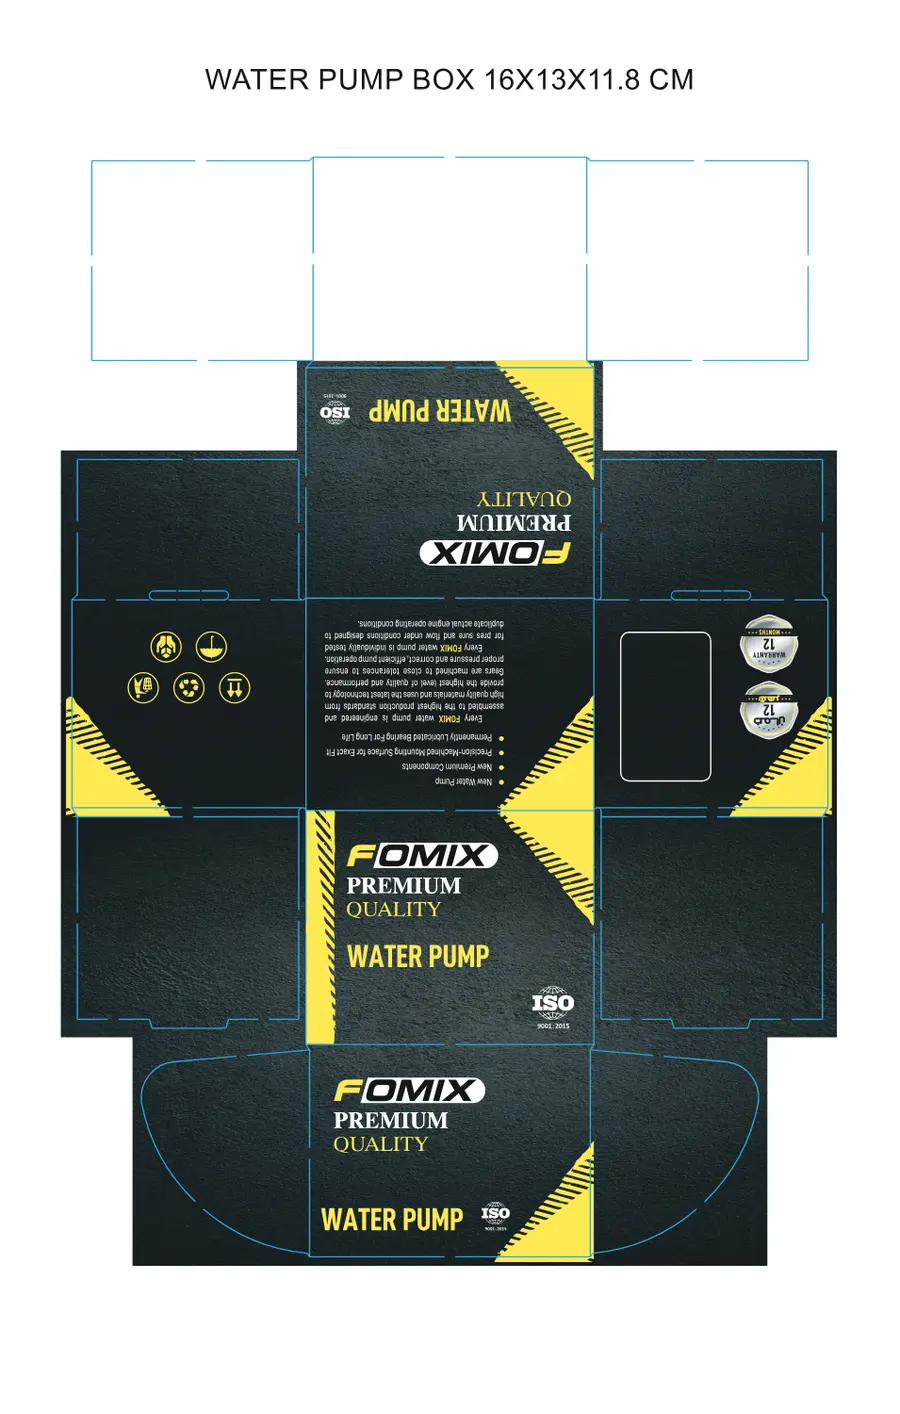 WATER PUMP BOX 16X13X11.8 CM
WATER PUMP
ISO
9001:2015
FOMIX
PREMIUM
QUALITY
New Water Pump
New Premium Components
Precision-Machined Mounting Surface for Exact Fit
Permanently Lubricated Bearing For Long Life
Every FOMIX water pump is engineered and
assembled to the highest production standards from
high quality materials and uses the latest technology to
provide the highest level of quality and performance.
Gears are machined to close tolerances to ensure
proper pressure and correct, efficient pump operation.
Every FOMIX water pump is individually tested
for pres sure and flow under conditions designed to
duplicate actual engine operating conditions.
WARRANTY
12
MONTHS
ضمان
12
شهر
FOMIX
PREMIUM
QUALITY
WATER PUMP
ISO
9001:2015
FOMIX
PREMIUM
QUALITY
WATER PUMP
ISO
9001:2015